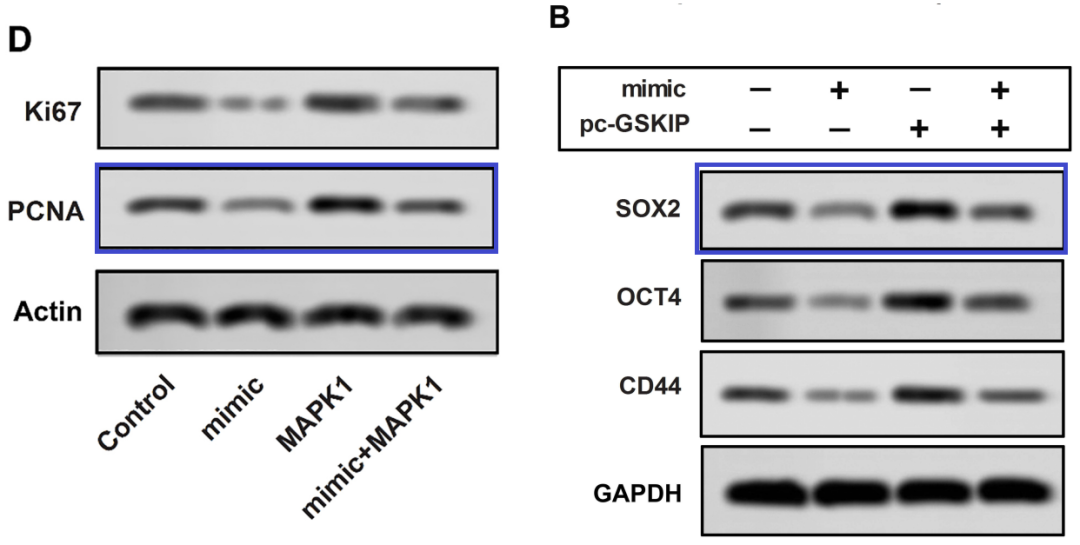 D
Ki67
PCNA
Actin
Control
mimic
MAPK1
mimic+MAPK1
B
mimic – + – +
pc-GSKIP – – + +
SOX2
OCT4
CD44
GAPDH